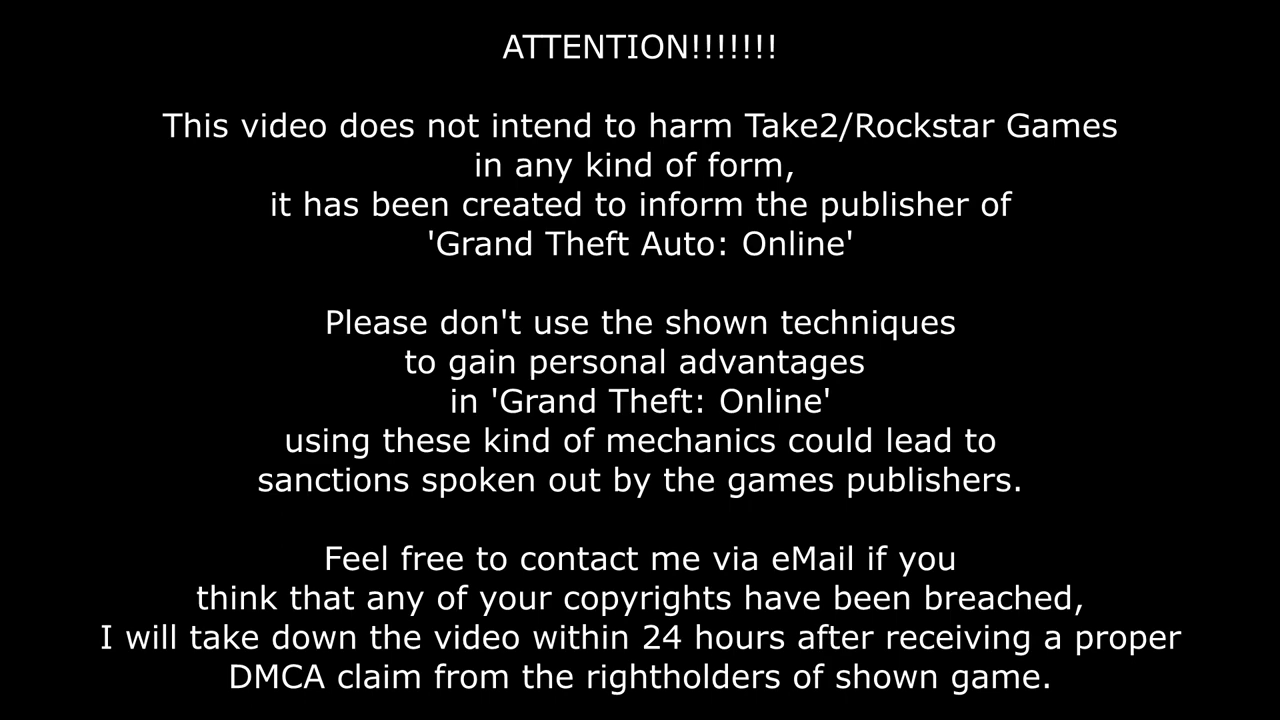 ATTENTION!!!!!!!
This video does not intend to harm Take2/Rockstar Games
in any kind of form,
it has been created to inform the publisher of
'Grand Theft Auto: Online'
Please don't use the shown techniques
to gain personal advantages
in 'Grand Theft: Online'
using these kind of mechanics could lead to
sanctions spoken out by the games publishers.
Feel free to contact me via eMail if you
think that any of your copyrights have been breached,
I will take down the video within 24 hours after receiving a proper
DMCA claim from the rightholders of shown game.